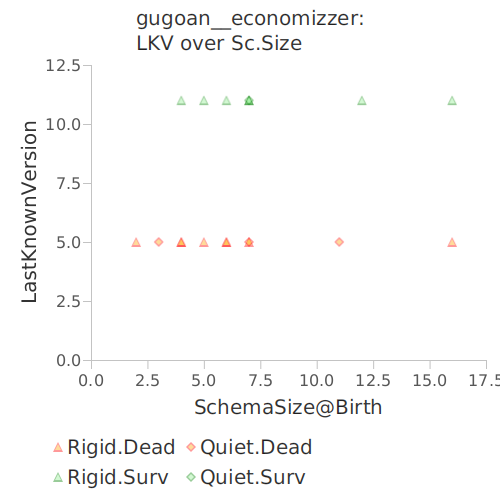 gugoan__economizzer:
LKV over Sc.Size
LastKnownVersion
12.5
10.0
7.5
5.0
2.5
0.0
0.0 2.5 5.0 7.5 10.0 12.5 15.0 17.5
SchemaSize@Birth
Rigid.Dead Quiet.Dead
Rigid.Surv Quiet.Surv